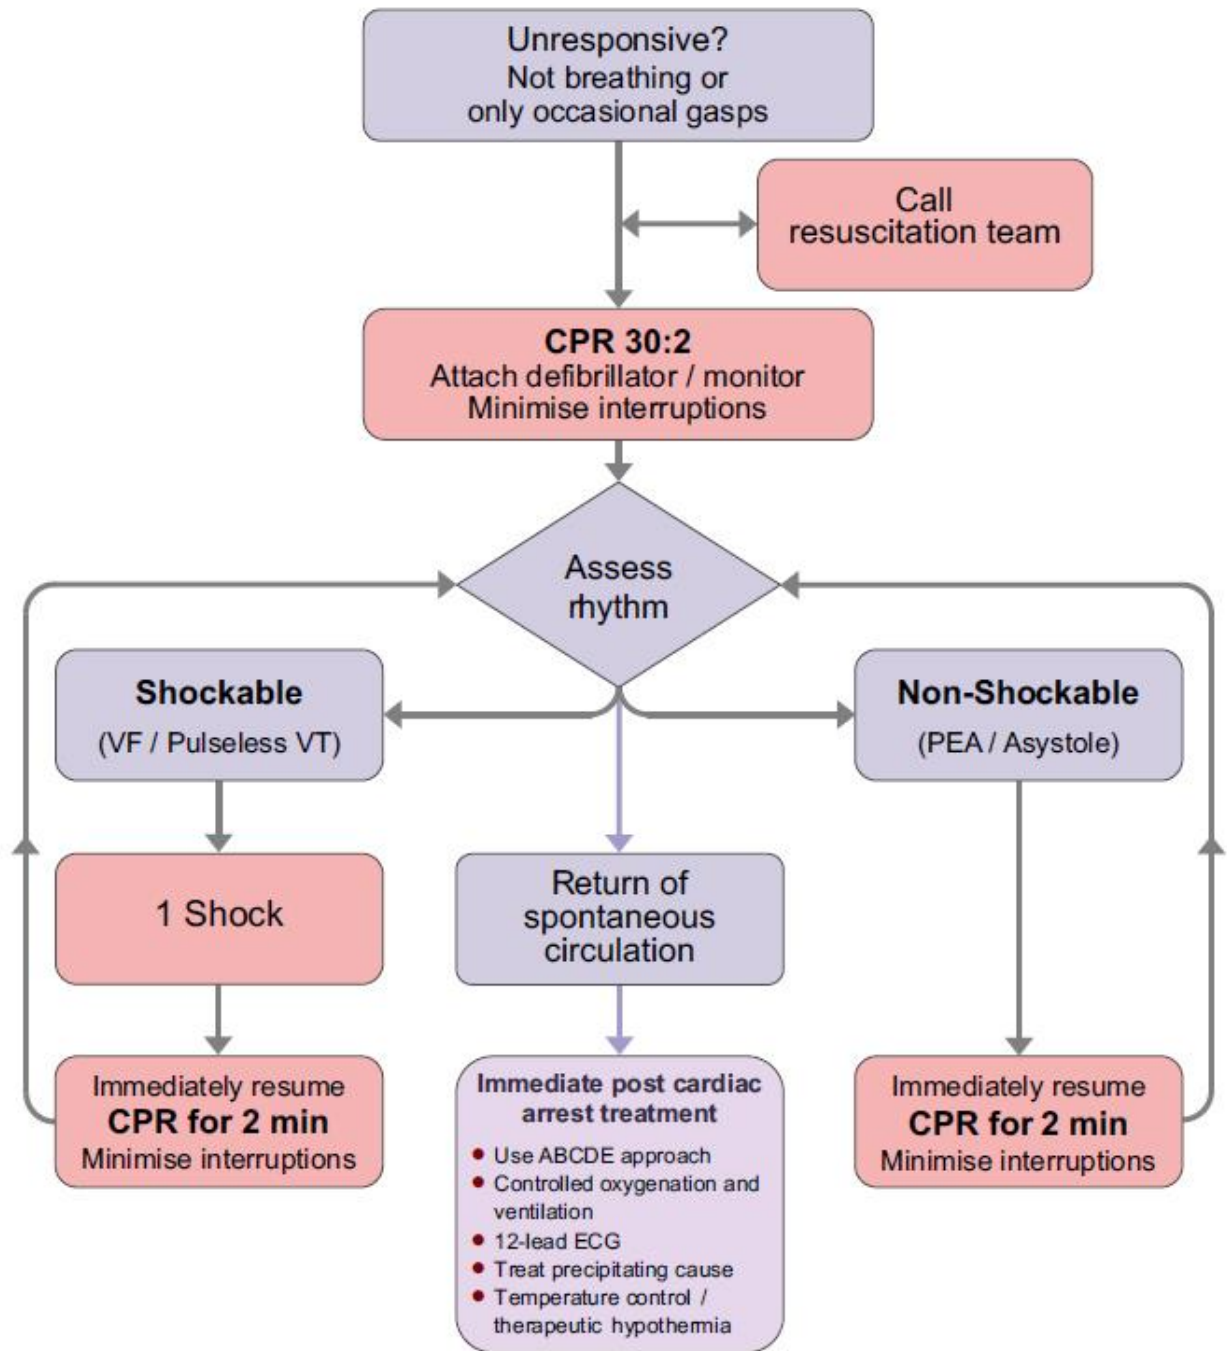 Unresponsive?
Not breathing or
only occasional gasps
Call
resuscitation team
CPR 30:2
Attach defibrillator / monitor
Minimise interruptions
Assess
rhythm
Shockable
(VF / Pulseless VT)
Non-Shockable
(PEA / Asystole)
1 Shock
Return of
spontaneous
circulation
Immediately resume
CPR for 2 min
Minimise interruptions
Immediate post cardiac
arrest treatment
• Use ABCDE approach
• Controlled oxygenation and
ventilation
• 12-lead ECG
• Treat precipitating cause
• Temperature control /
therapeutic hypothermia
Immediately resume
CPR for 2 min
Minimise interruptions